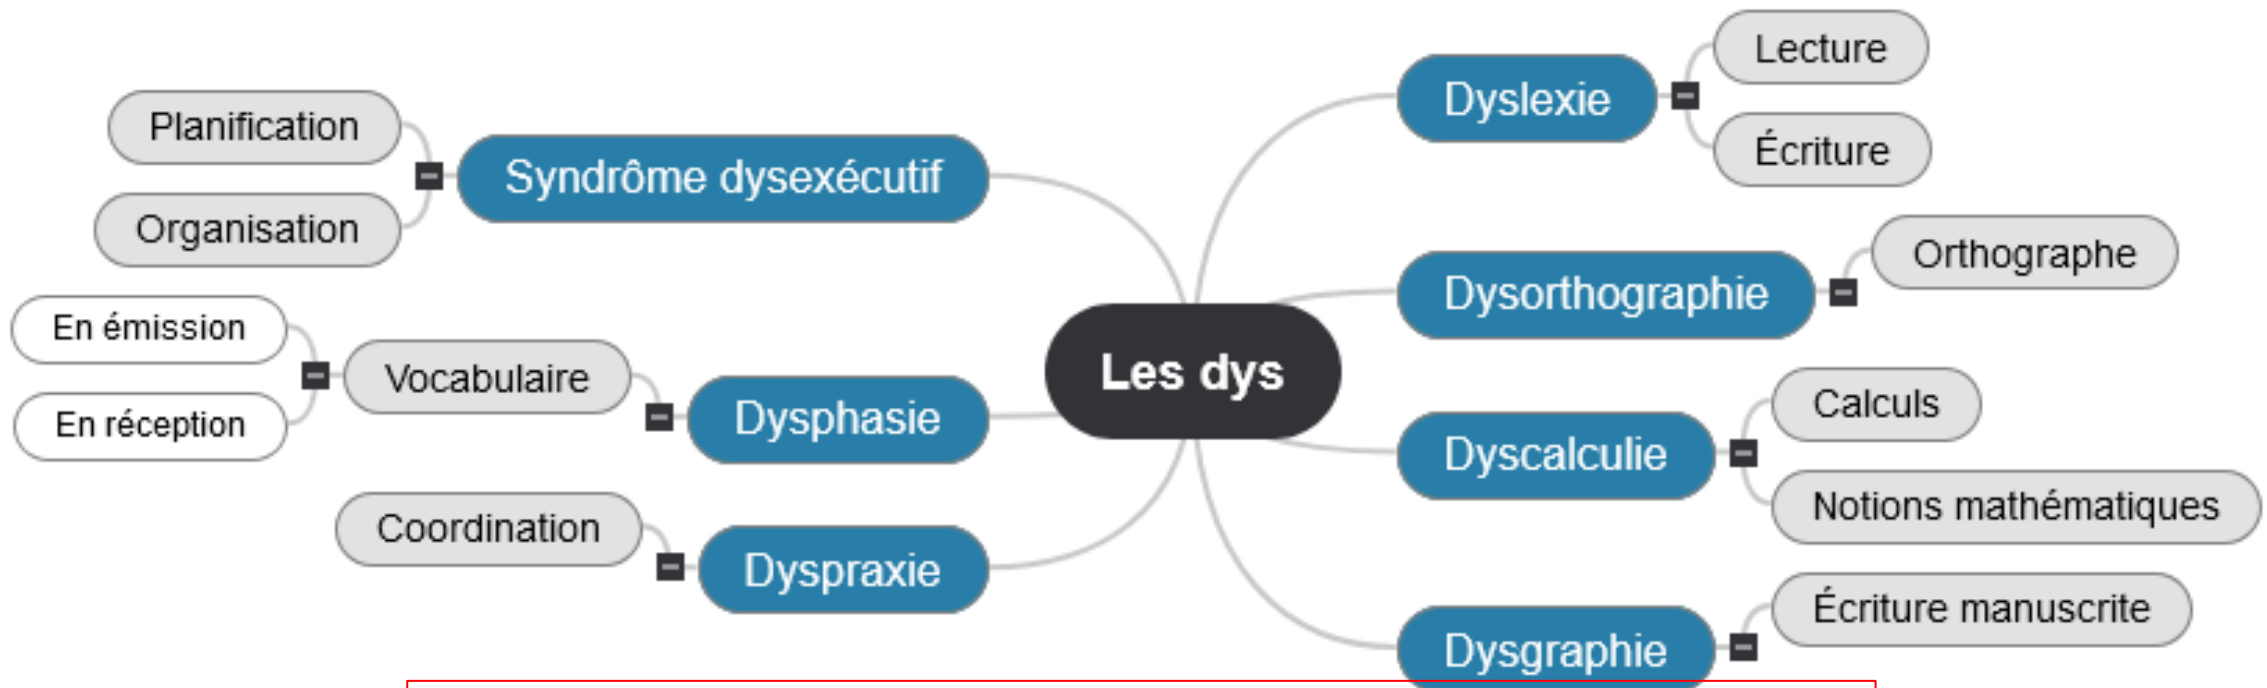 Les dys
Dyslexie
Lecture
Écriture
Dysorthographie
Orthographe
Dyscalculie
Calculs
Notions mathématiques
Dysgraphie
Écriture manuscrite
Syndrôme dysexécutif
Planification
Organisation
Dysphasie
Vocabulaire
En émission
En réception
Dyspraxie
Coordination